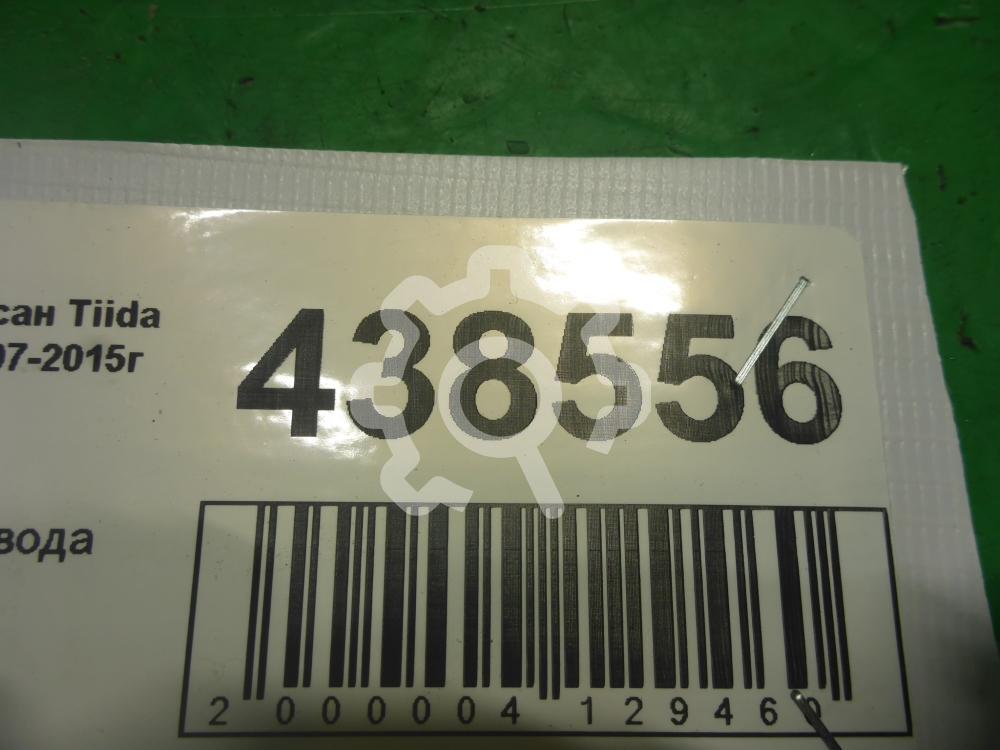 сан Tiida
07-2015г
438556
вода
2 000004 129460